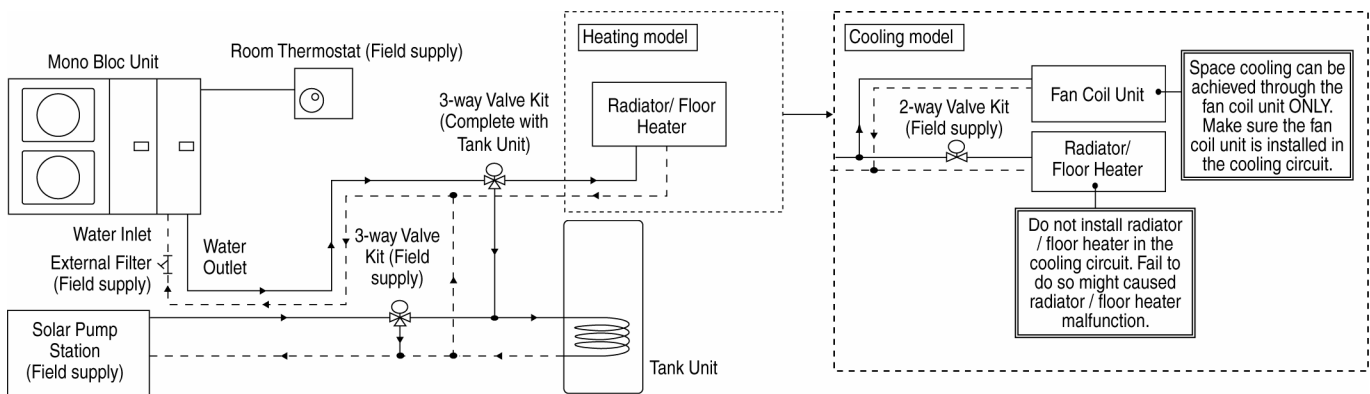 Mono Bloc Unit
Room Thermostat (Field supply)
3-way Valve Kit
(Complete with
Tank Unit)
Water Inlet
External Filter
(Field supply)
Water
Outlet
3-way Valve
Kit (Field
supply)
Solar Pump
Station
(Field supply)
Tank Unit
Heating model
Radiator/ Floor
Heater
Cooling model
2-way Valve Kit
(Field supply)
Fan Coil Unit
Radiator/
Floor Heater
Space cooling can be
achieved through the
fan coil unit ONLY.
Make sure the fan
coil unit is installed in
the cooling circuit.
Do not install radiator
/ floor heater in the
cooling circuit. Fail to
do so might caused
radiator / floor heater
malfunction.